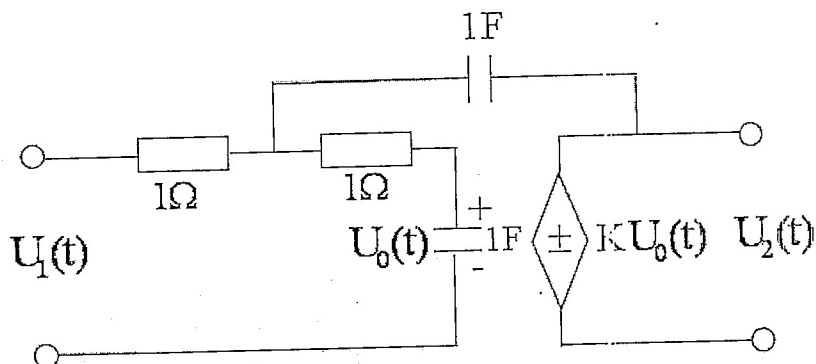 1F
1Ω
1Ω
+
U₁(t)
U₀(t)
1F
±
KU₀(t)
U₂(t)
-